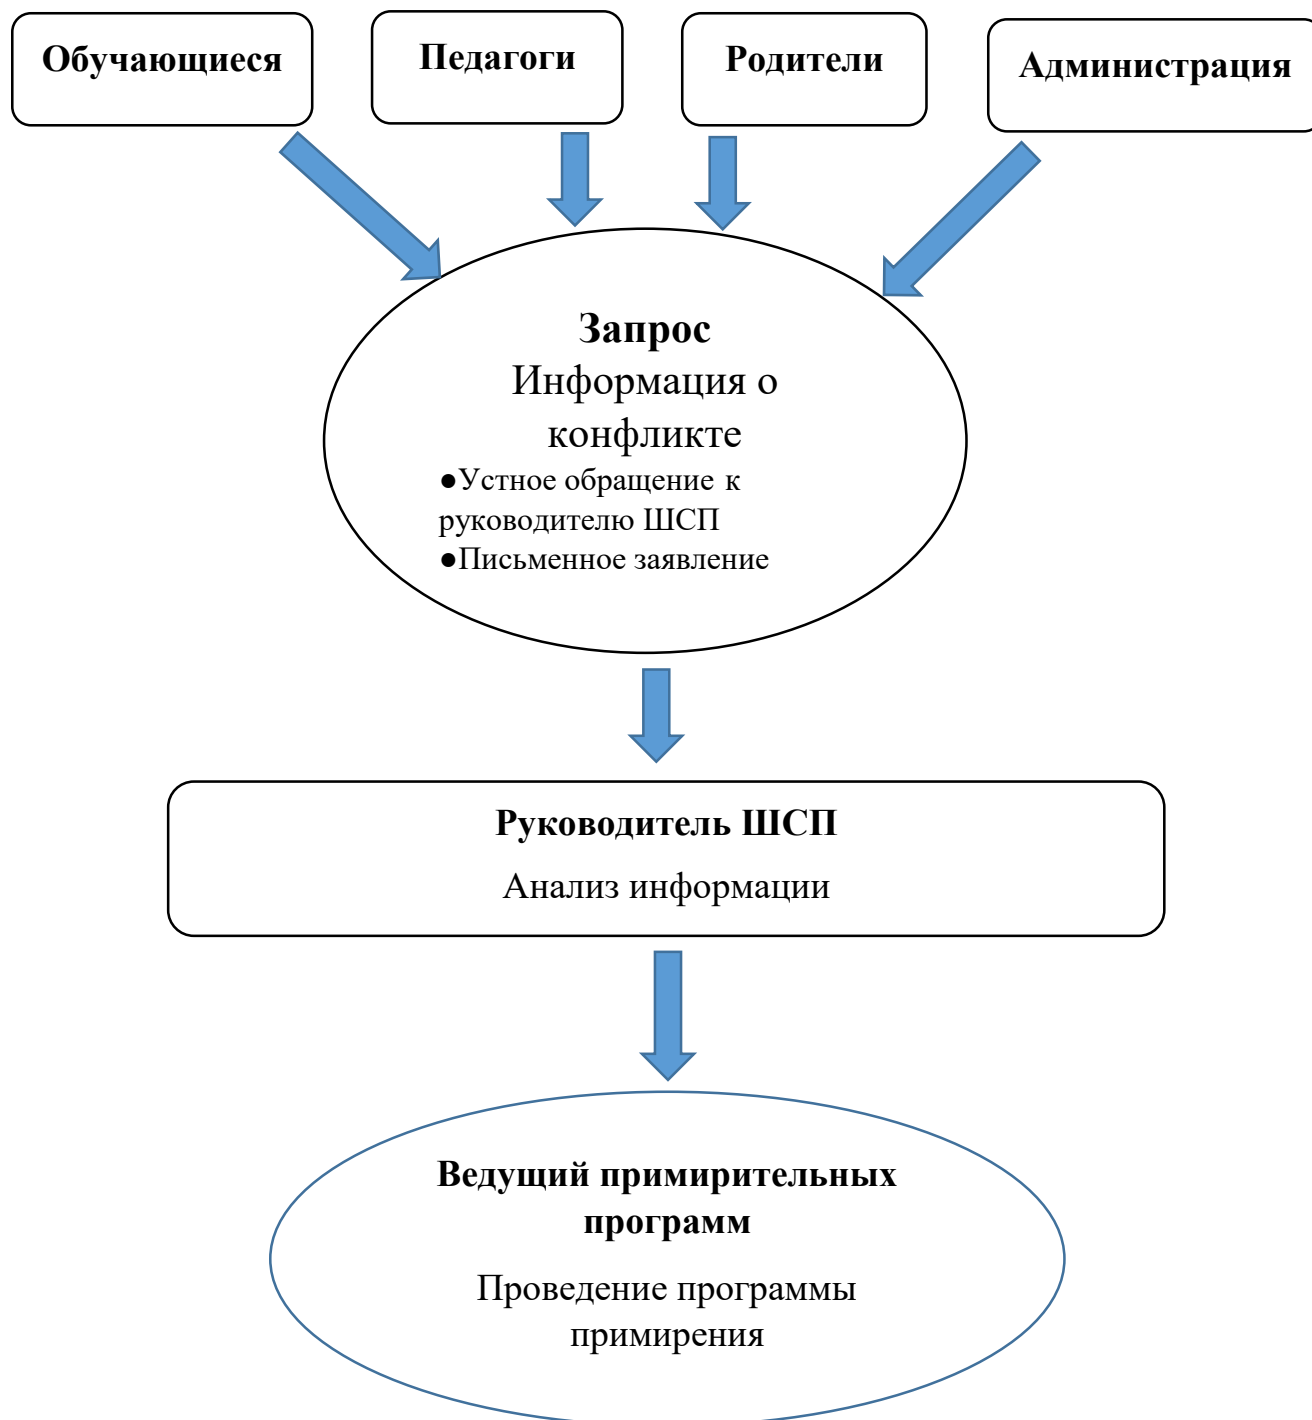 Обучающиеся
Педагоги
Родители
Администрация
Запрос
Информация о
конфликте
●Устное обращение к
руководителю ШСП
●Письменное заявление
Руководитель ШСП
Анализ информации
Ведущий примирительных
программ
Проведение программы
примирения